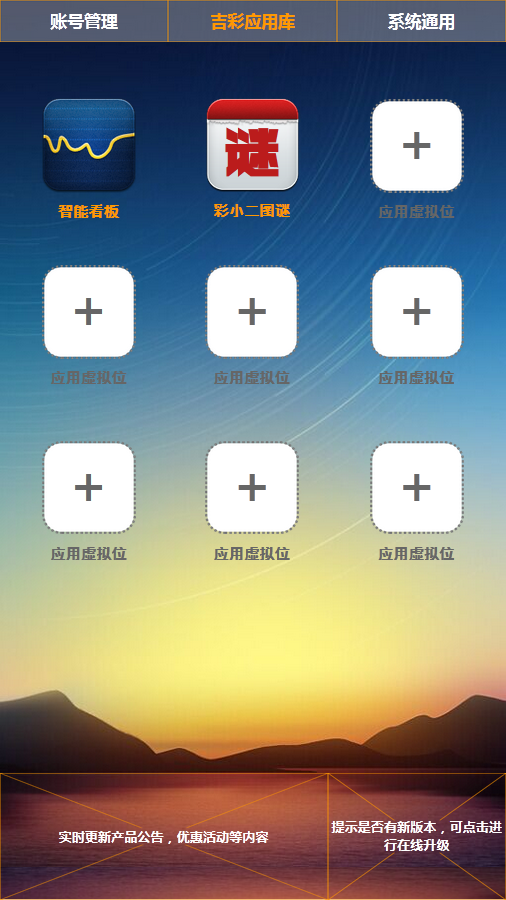 账号管理 吉彩应用库 系统通用
谜
智能看板 彩小二图谜 应用虚拟位
应用虚拟位 应用虚拟位 应用虚拟位
应用虚拟位 应用虚拟位 应用虚拟位
实时更新产品公告，优惠活动等内容
提示是否有新版本，可点击进
行在线升级